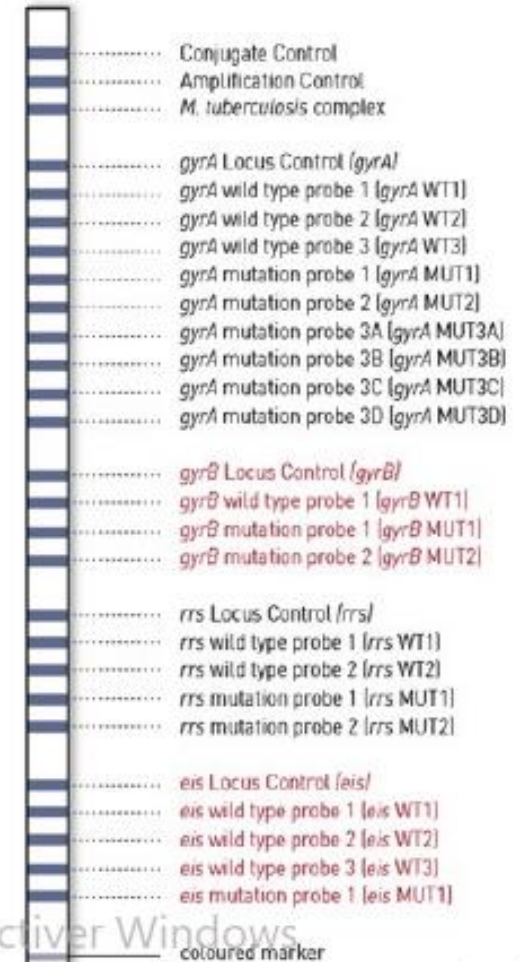 Conjugate Control
Amplification Control
M. tuberculosis complex
gyrA Locus Control (gyrA)
gyrA wild type probe 1 (gyrA WT1)
gyrA wild type probe 2 (gyrA WT2)
gyrA wild type probe 3 (gyrA WT3)
gyrA mutation probe 1 (gyrA MUT1)
gyrA mutation probe 2 (gyrA MUT2)
gyrA mutation probe 3A (gyrA MUT3A)
gyrA mutation probe 3B (gyrA MUT3B)
gyrA mutation probe 3C (gyrA MUT3C)
gyrA mutation probe 3D (gyrA MUT3D)
gyrB Locus Control (gyrB)
gyrB wild type probe 1 (gyrB WT1)
gyrB mutation probe 1 (gyrB MUT1)
gyrB mutation probe 2 (gyrB MUT2)
rrs Locus Control (rrs)
rrs wild type probe 1 (rrs WT1)
rrs wild type probe 2 (rrs WT2)
rrs mutation probe 1 (rrs MUT1)
rrs mutation probe 2 (rrs MUT2)
eis Locus Control (eis)
eis wild type probe 1 (eis WT1)
eis wild type probe 2 (eis WT2)
eis wild type probe 3 (eis WT3)
eis mutation probe 1 (eis MUT1)
ctiver Windows
coloured marker